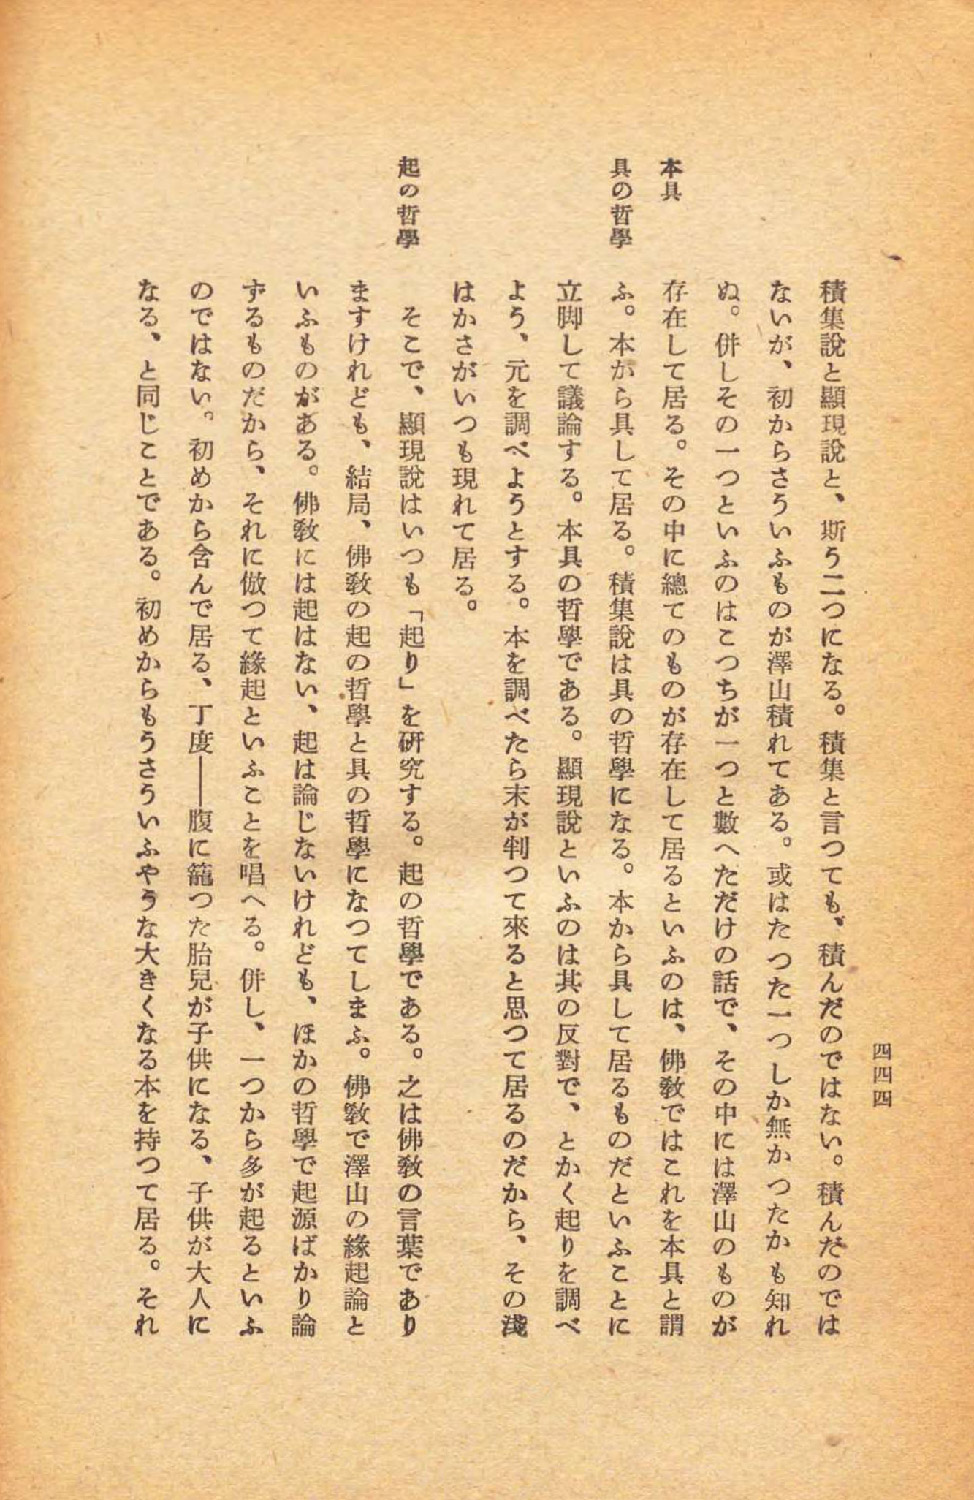 四四四
積集說と顯現說と、斯う二つになる。積集と言つても、積んだのではない。積んだのでは
ないが、初からさういふものが澤山積れてある。或はたつた一つしか無かつたかも知れ
ぬ。併しその一つといふのはこつちが一つと數へただけの話で、その中には澤山のものが
本具
存在して居る。その中に總てのものが存在して居るといふのは、佛敎ではこれを本具と謂
具の哲學
ふ。本がら具して居る。積集說は具の哲學になる。本から具して居るものだといふことに
立脚して議論する。本具の哲學である。顯現說といふのは其の反對で、とかく起りを調べ
よう、元を調べようとする。本を調べたら末が判つて來ると思つて居るのだから、その淺
はかさがいつも現れて居る。
起の哲學
そこで、顯現說はいつも「起り」を硏究する。起の哲學である。之は佛敎の言葉であり
ますけれども、結局、佛敎の起の哲學と具の哲學になつてしまふ。佛敎で澤山の緣起論と
いふものがある。佛敎には起はない、起は論じないけれども、ほかの哲學で起源ばかり論
ずるものだから、それに倣つて緣起といふことを唱へる。併し、一つから多が起るといふ
のではない。初めから含んで居る、丁度――腹に籠つた胎兒が子供になる、子供が大人に
なる、と同じことである。初めからもうさういふやうな大きくなる本を持つて居る。それ